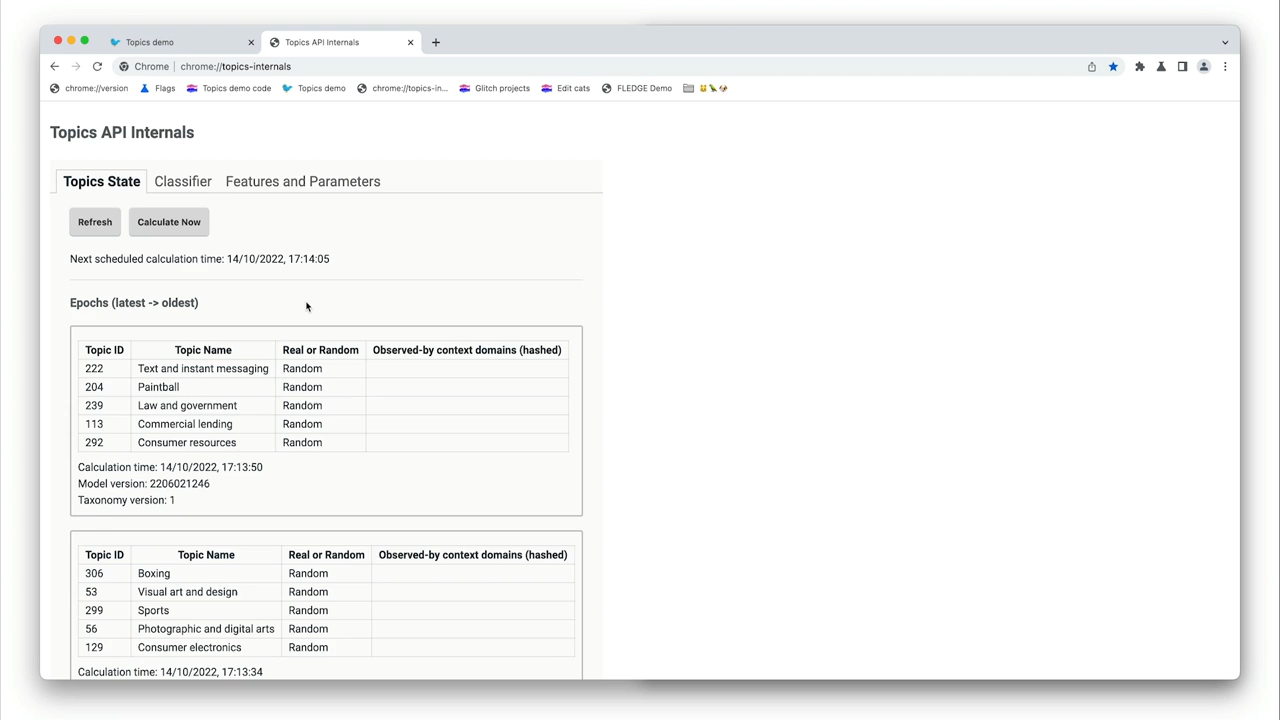 Topics demo
Topics API Internals
Chrome | chrome://topics-internals
chrome://version Flags Topics demo code Topics demo chrome://topics-in... Glitch projects Edit cats FLEDGE Demo
Topics API Internals
Topics State Classifier Features and Parameters
Refresh Calculate Now
Next scheduled calculation time: 14/10/2022, 17:14:05
Epochs (latest -> oldest)
Topic ID Topic Name Real or Random Observed-by context domains (hashed)
222 Text and instant messaging Random
204 Paintball Random
239 Law and government Random
113 Commercial lending Random
292 Consumer resources Random
Calculation time: 14/10/2022, 17:13:50
Model version: 2206021246
Taxonomy version: 1
Topic ID Topic Name Real or Random Observed-by context domains (hashed)
306 Boxing Random
53 Visual art and design Random
299 Sports Random
56 Photographic and digital arts Random
129 Consumer electronics Random
Calculation time: 14/10/2022, 17:13:34